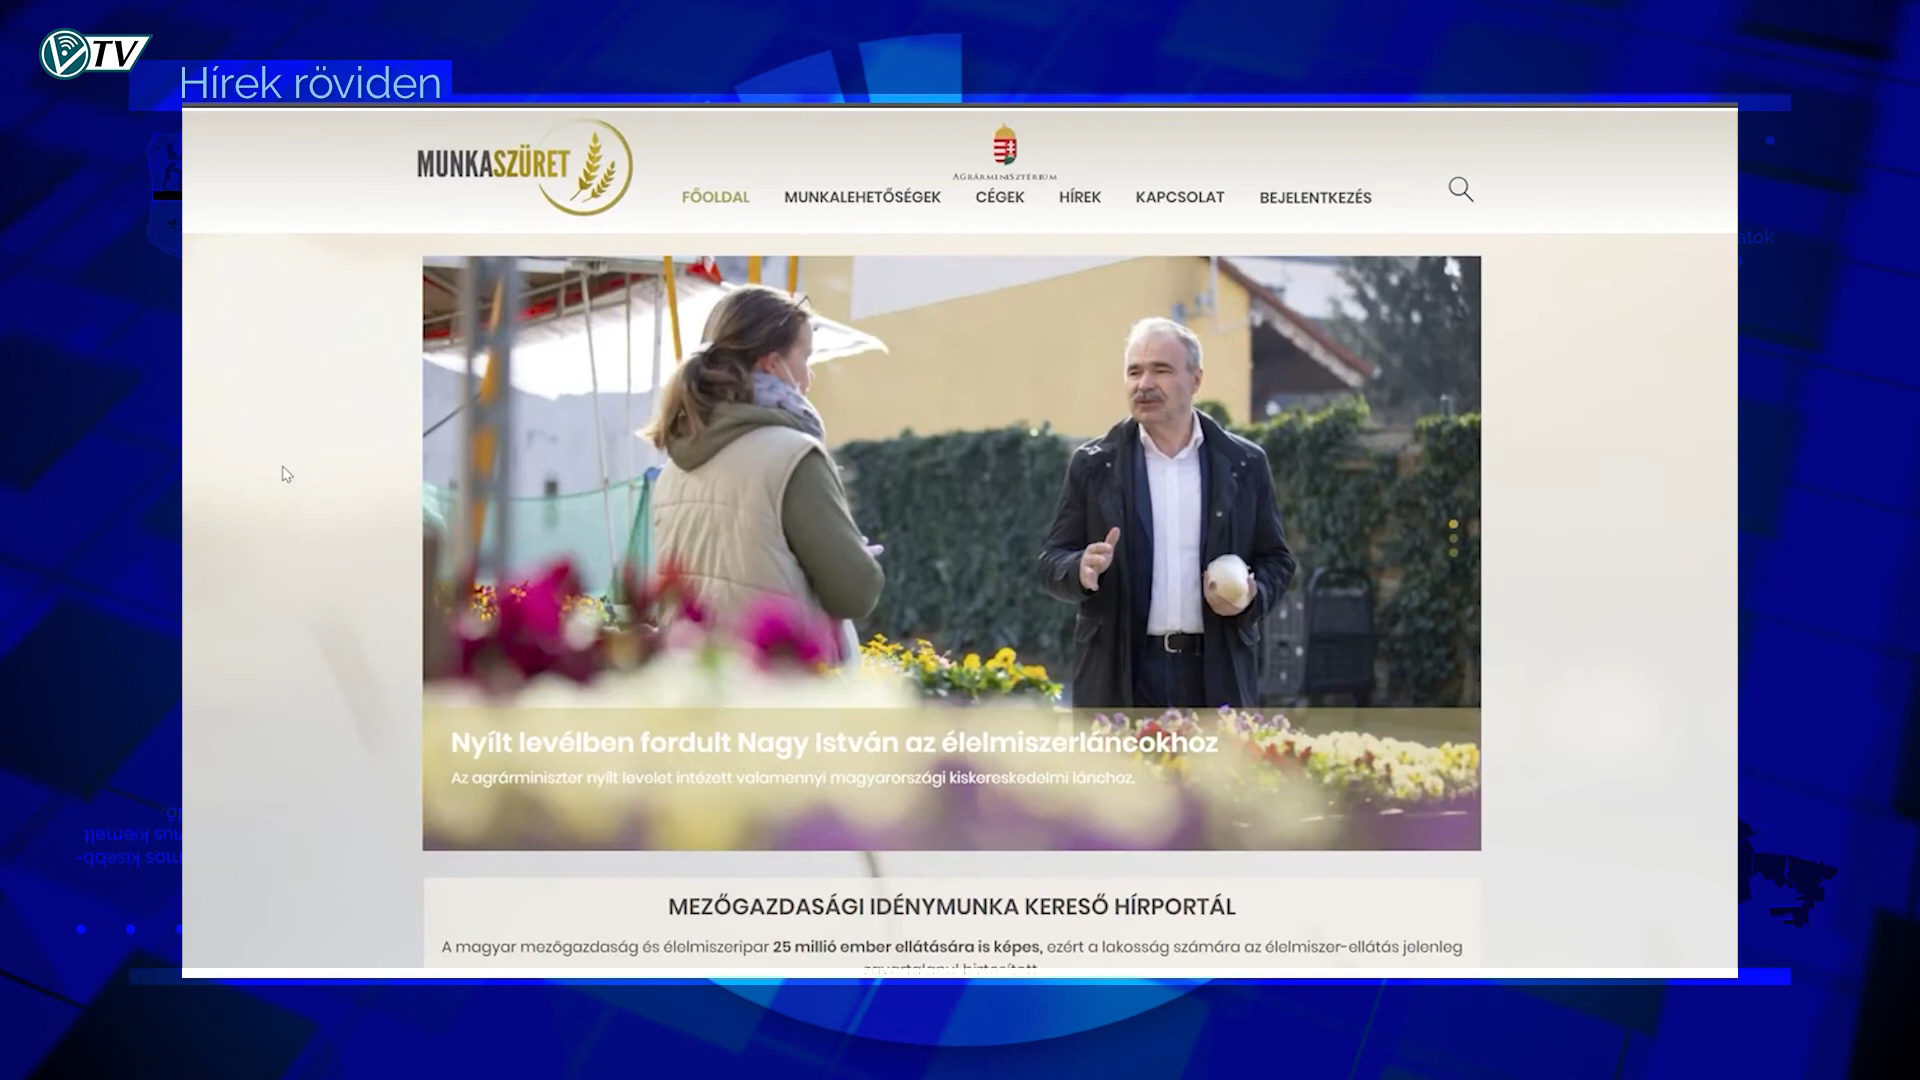 VTV
Hírek röviden
MUNKASZÜRET
AGRÁRMINISZTÉRIUM
FŐOLDAL MUNKALEHETŐSÉGEK CÉGEK HÍREK KAPCSOLAT BEJELENTKEZÉS
Nyílt levélben fordult Nagy István az élelmiszerláncokhoz
Az agrárminiszter nyílt levelet intézett valamennyi magyarországi kiskereskedelmi lánchoz.
MEZŐGAZDASÁGI IDÉNYMUNKA KERESŐ HÍRPORTÁL
A magyar mezőgazdaság és élelmiszeripar 25 millió ember ellátására is képes, ezért a lakosság számára az élelmiszer-ellátás jelenleg